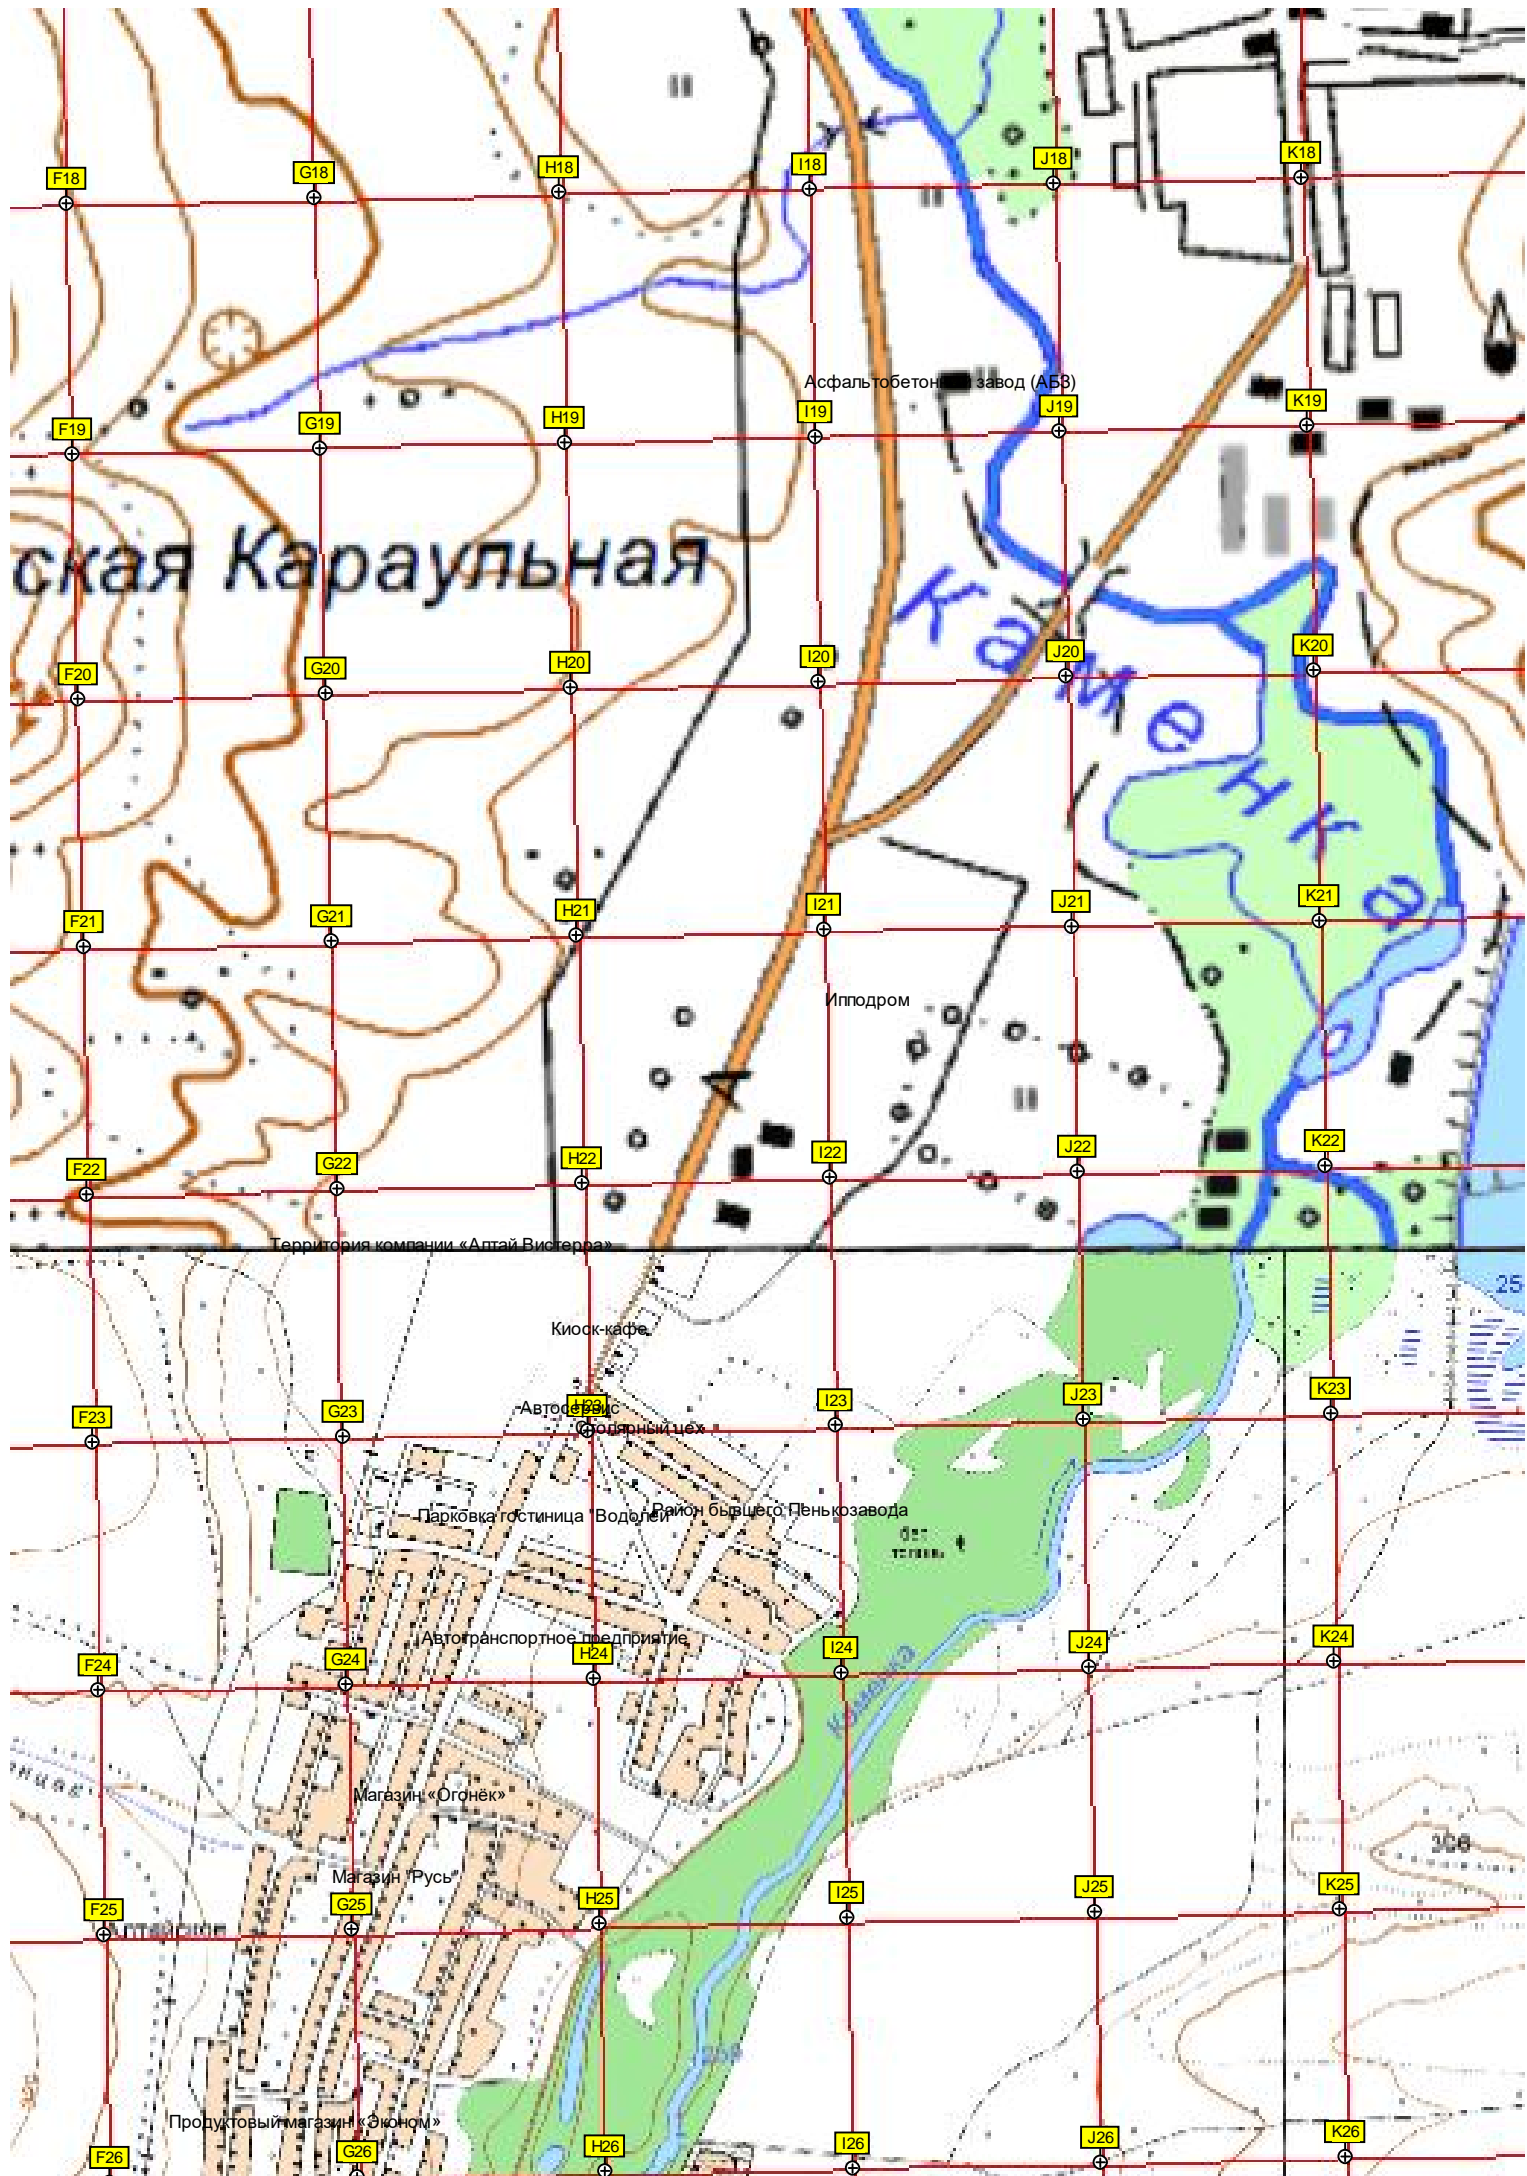 K18
J18
I18
H18
G18
F18
Асфальтобетон завод (АБЗ)
K19
J19
I19
H19
G19
F19
ская Караульная
Каменка
K20
J20
I20
H20
G20
F20
K21
J21
I21
H21
G21
F21
Ипподром
K22
J22
I22
H22
G22
F22
Территория компании «Алтай Вистерра»
25
Киоск-кафе
K23
J23
I23
H23
G23
F23
Автосервис
Столярный цех
Район бывшего Пенькозавода
Парковка гостиница "Водолей"
Автотранспортное предприятие
K24
J24
I24
H24
G24
F24
Каменка
Магазин «Огонёк»
306
Магазин "Русь"
K25
J25
I25
H25
G25
F25
Продуктовый магазин «Эконом»
K26
J26
I26
H26
G26
F26